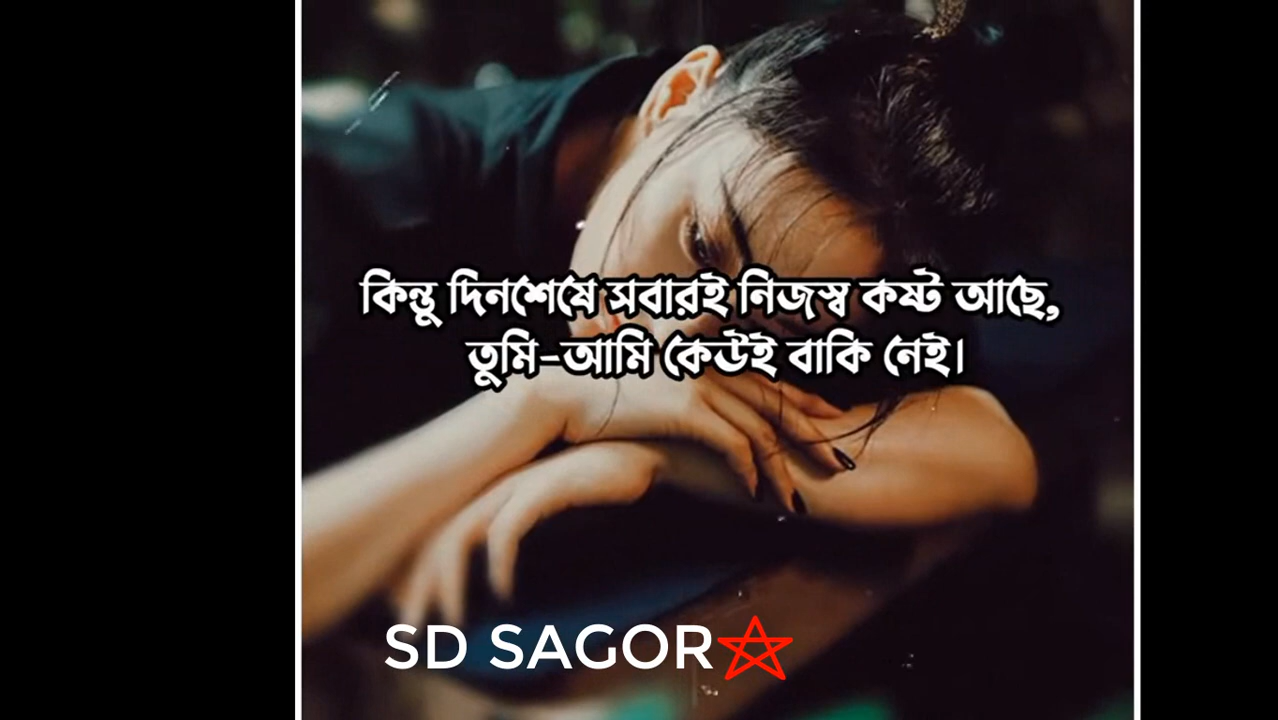 কিন্তু দিনশেষে সবারই নিজস্ব কষ্ট আছে,
তুমি-আমি কেউই বাকি নেই।
SD SAGOR